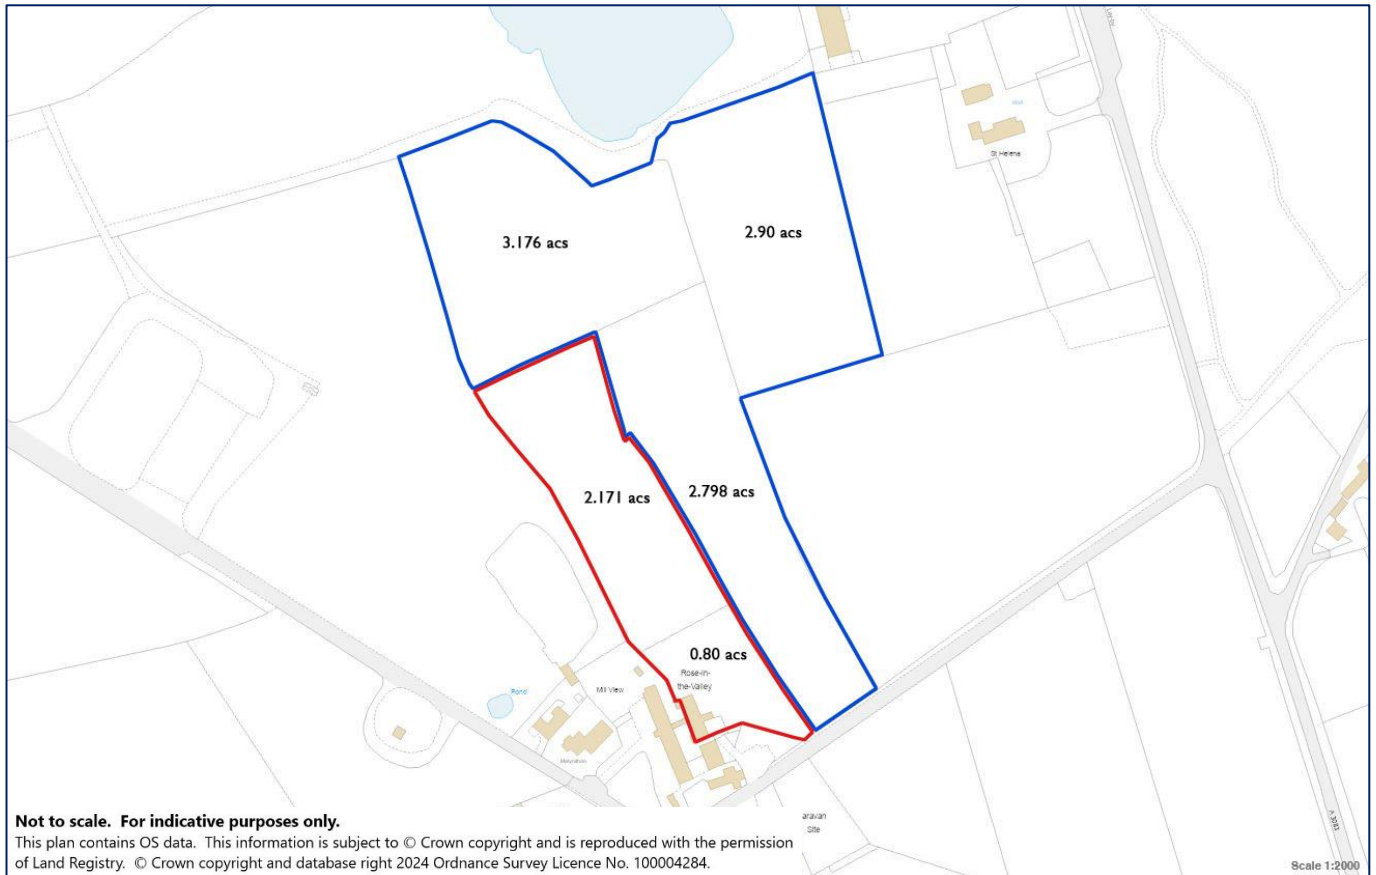 3.176 acs
2.90 acs
St Helena
2.171 acs
2.798 acs
0.80 acs
Rose-in-
the-Valley
Mill View
Pond
aravan
Site
A 3083
Not to scale. For indicative purposes only.
This plan contains OS data. This information is subject to © Crown copyright and is reproduced with the permission
of Land Registry. © Crown copyright and database right 2024 Ordnance Survey Licence No. 100004284.
Scale 1:2000